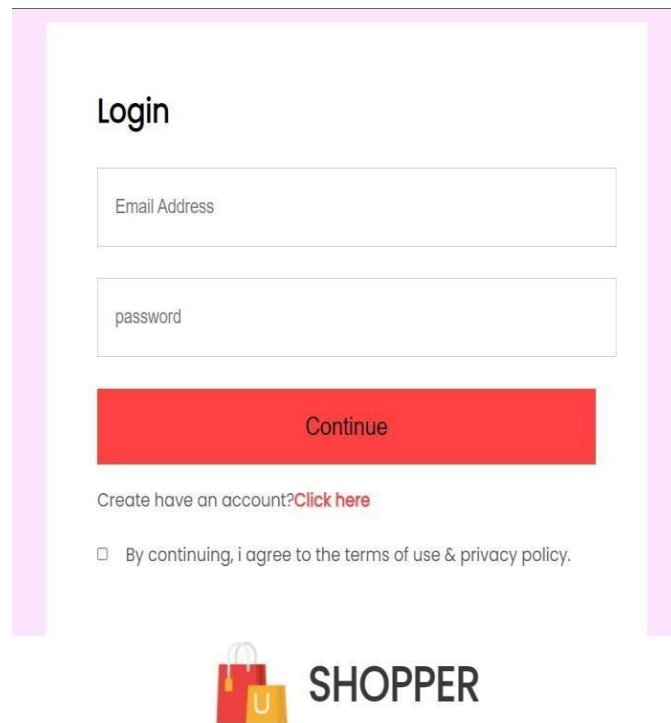 Login
Email Address
password
Continue
Create have an account?Click here
By continuing, i agree to the terms of use & privacy policy.
SHOPPER